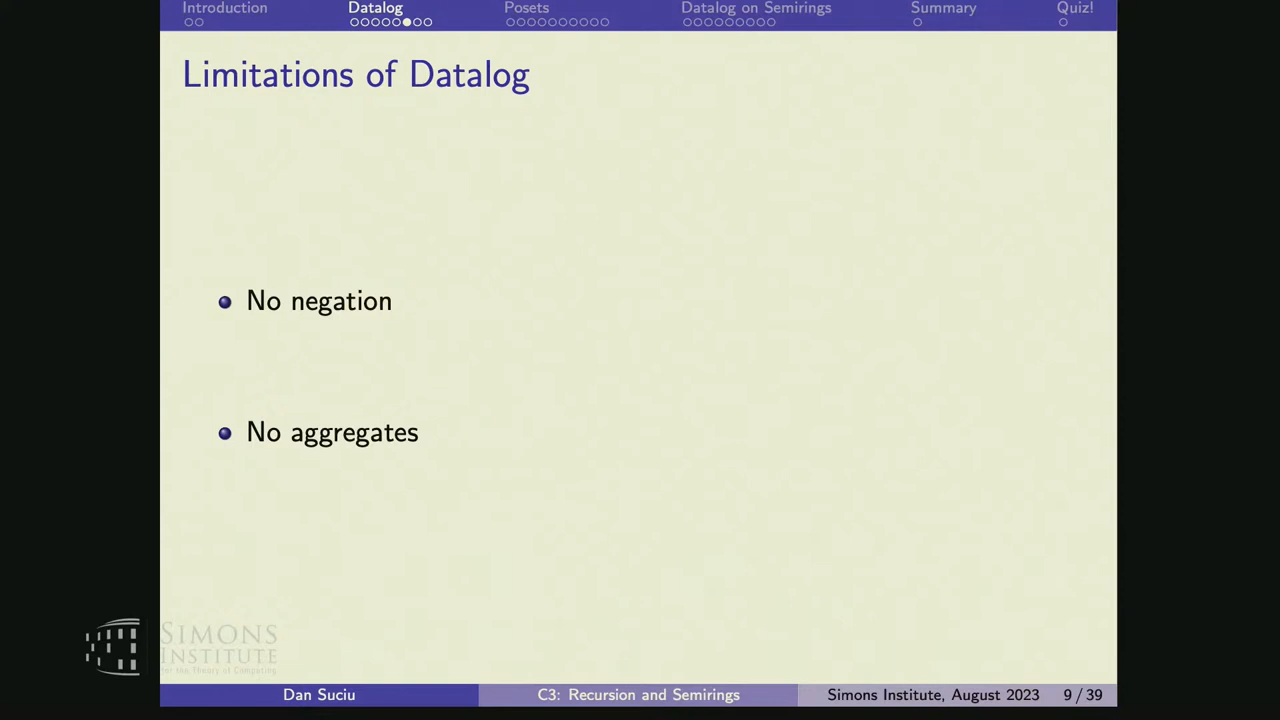 Introduction Datalog Posets Datalog on Semirings Summary Quiz!
Limitations of Datalog
No negation
No aggregates
SIMONS
INSTITUTE
for the Theory of Computing
Dan Suciu C3: Recursion and Semirings Simons Institute, August 2023 9 / 39